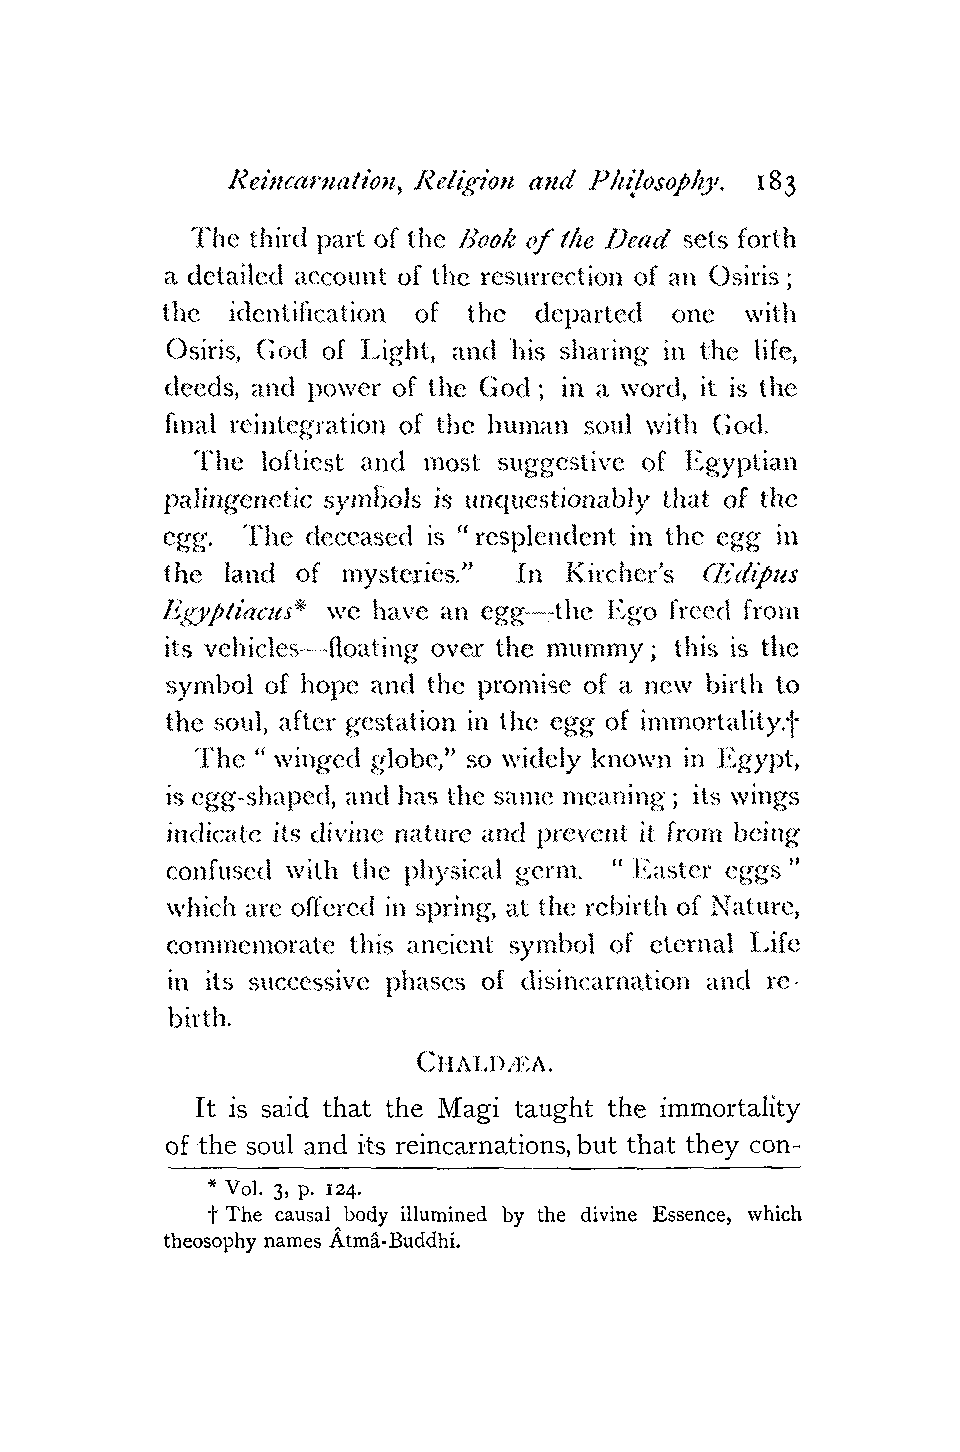 Reincarnation, Religion and Philosophy. 183
The third part of the Book of the Dead sets forth
a detailed account of the resurrection of an Osiris;
the identification of the departed one with
Osiris, God of Light, and his sharing in the life,
deeds, and power of the God; in a word, it is the
final reintegration of the human soul with God.
The loftiest and most suggestive of Egyptian
palingenetic symbols is unquestionably that of the
egg. The deceased is "resplendent in the egg in
the land of mysteries." In Kircher's Œdipus
Egyptiacus* we have an egg—the Ego freed from
its vehicles—floating over the mummy; this is the
symbol of hope and the promise of a new birth to
the soul, after gestation in the egg of immortality.†
The "winged globe," so widely known in Egypt,
is egg-shaped, and has the same meaning; its wings
indicate its divine nature and prevent it from being
confused with the physical germ. "Easter eggs"
which are offered in spring, at the rebirth of Nature,
commemorate this ancient symbol of eternal Life
in its successive phases of disincarnation and re-
birth.
CHALDÆA.
It is said that the Magi taught the immortality
of the soul and its reincarnations, but that they con-
* Vol. 3, p. 124.
† The causal body illumined by the divine Essence, which
theosophy names Âtmâ-Buddhi.